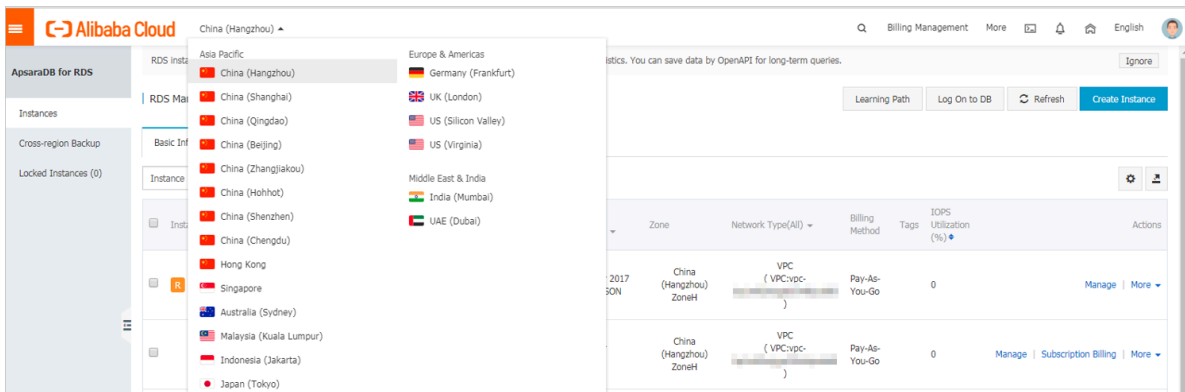 Alibaba Cloud
China (Hangzhou)
Billing Management
More
English
ApsaraDB for RDS
Instances
Cross-region Backup
Locked Instances (0)
RDS
You can save data by OpenAPI for long-term queries.
Ignore
RDS
Learning Path
Log On to DB
Refresh
Create Instance
Basic
Instance
Asia Pacific
China (Hangzhou)
China (Shanghai)
China (Qingdao)
China (Beijing)
China (Zhangjiakou)
China (Hohhot)
China (Shenzhen)
China (Chengdu)
Hong Kong
Singapore
Australia (Sydney)
Malaysia (Kuala Lumpur)
Indonesia (Jakarta)
Japan (Tokyo)
Europe & Americas
Germany (Frankfurt)
UK (London)
US (Silicon Valley)
US (Virginia)
Middle East & India
India (Mumbai)
UAE (Dubai)
Zone
Network Type(All)
Billing
Method
Tags
IOPS
Utilization
(%)
Actions
R
2017
China
(Hangzhou)
ZoneH
VPC
( VPC:vpc-
)
Pay-As-
You-Go
0
Manage | More
China
(Hangzhou)
ZoneH
VPC
( VPC:vpc-
)
Pay-As-
You-Go
0
Manage | Subscription Billing | More